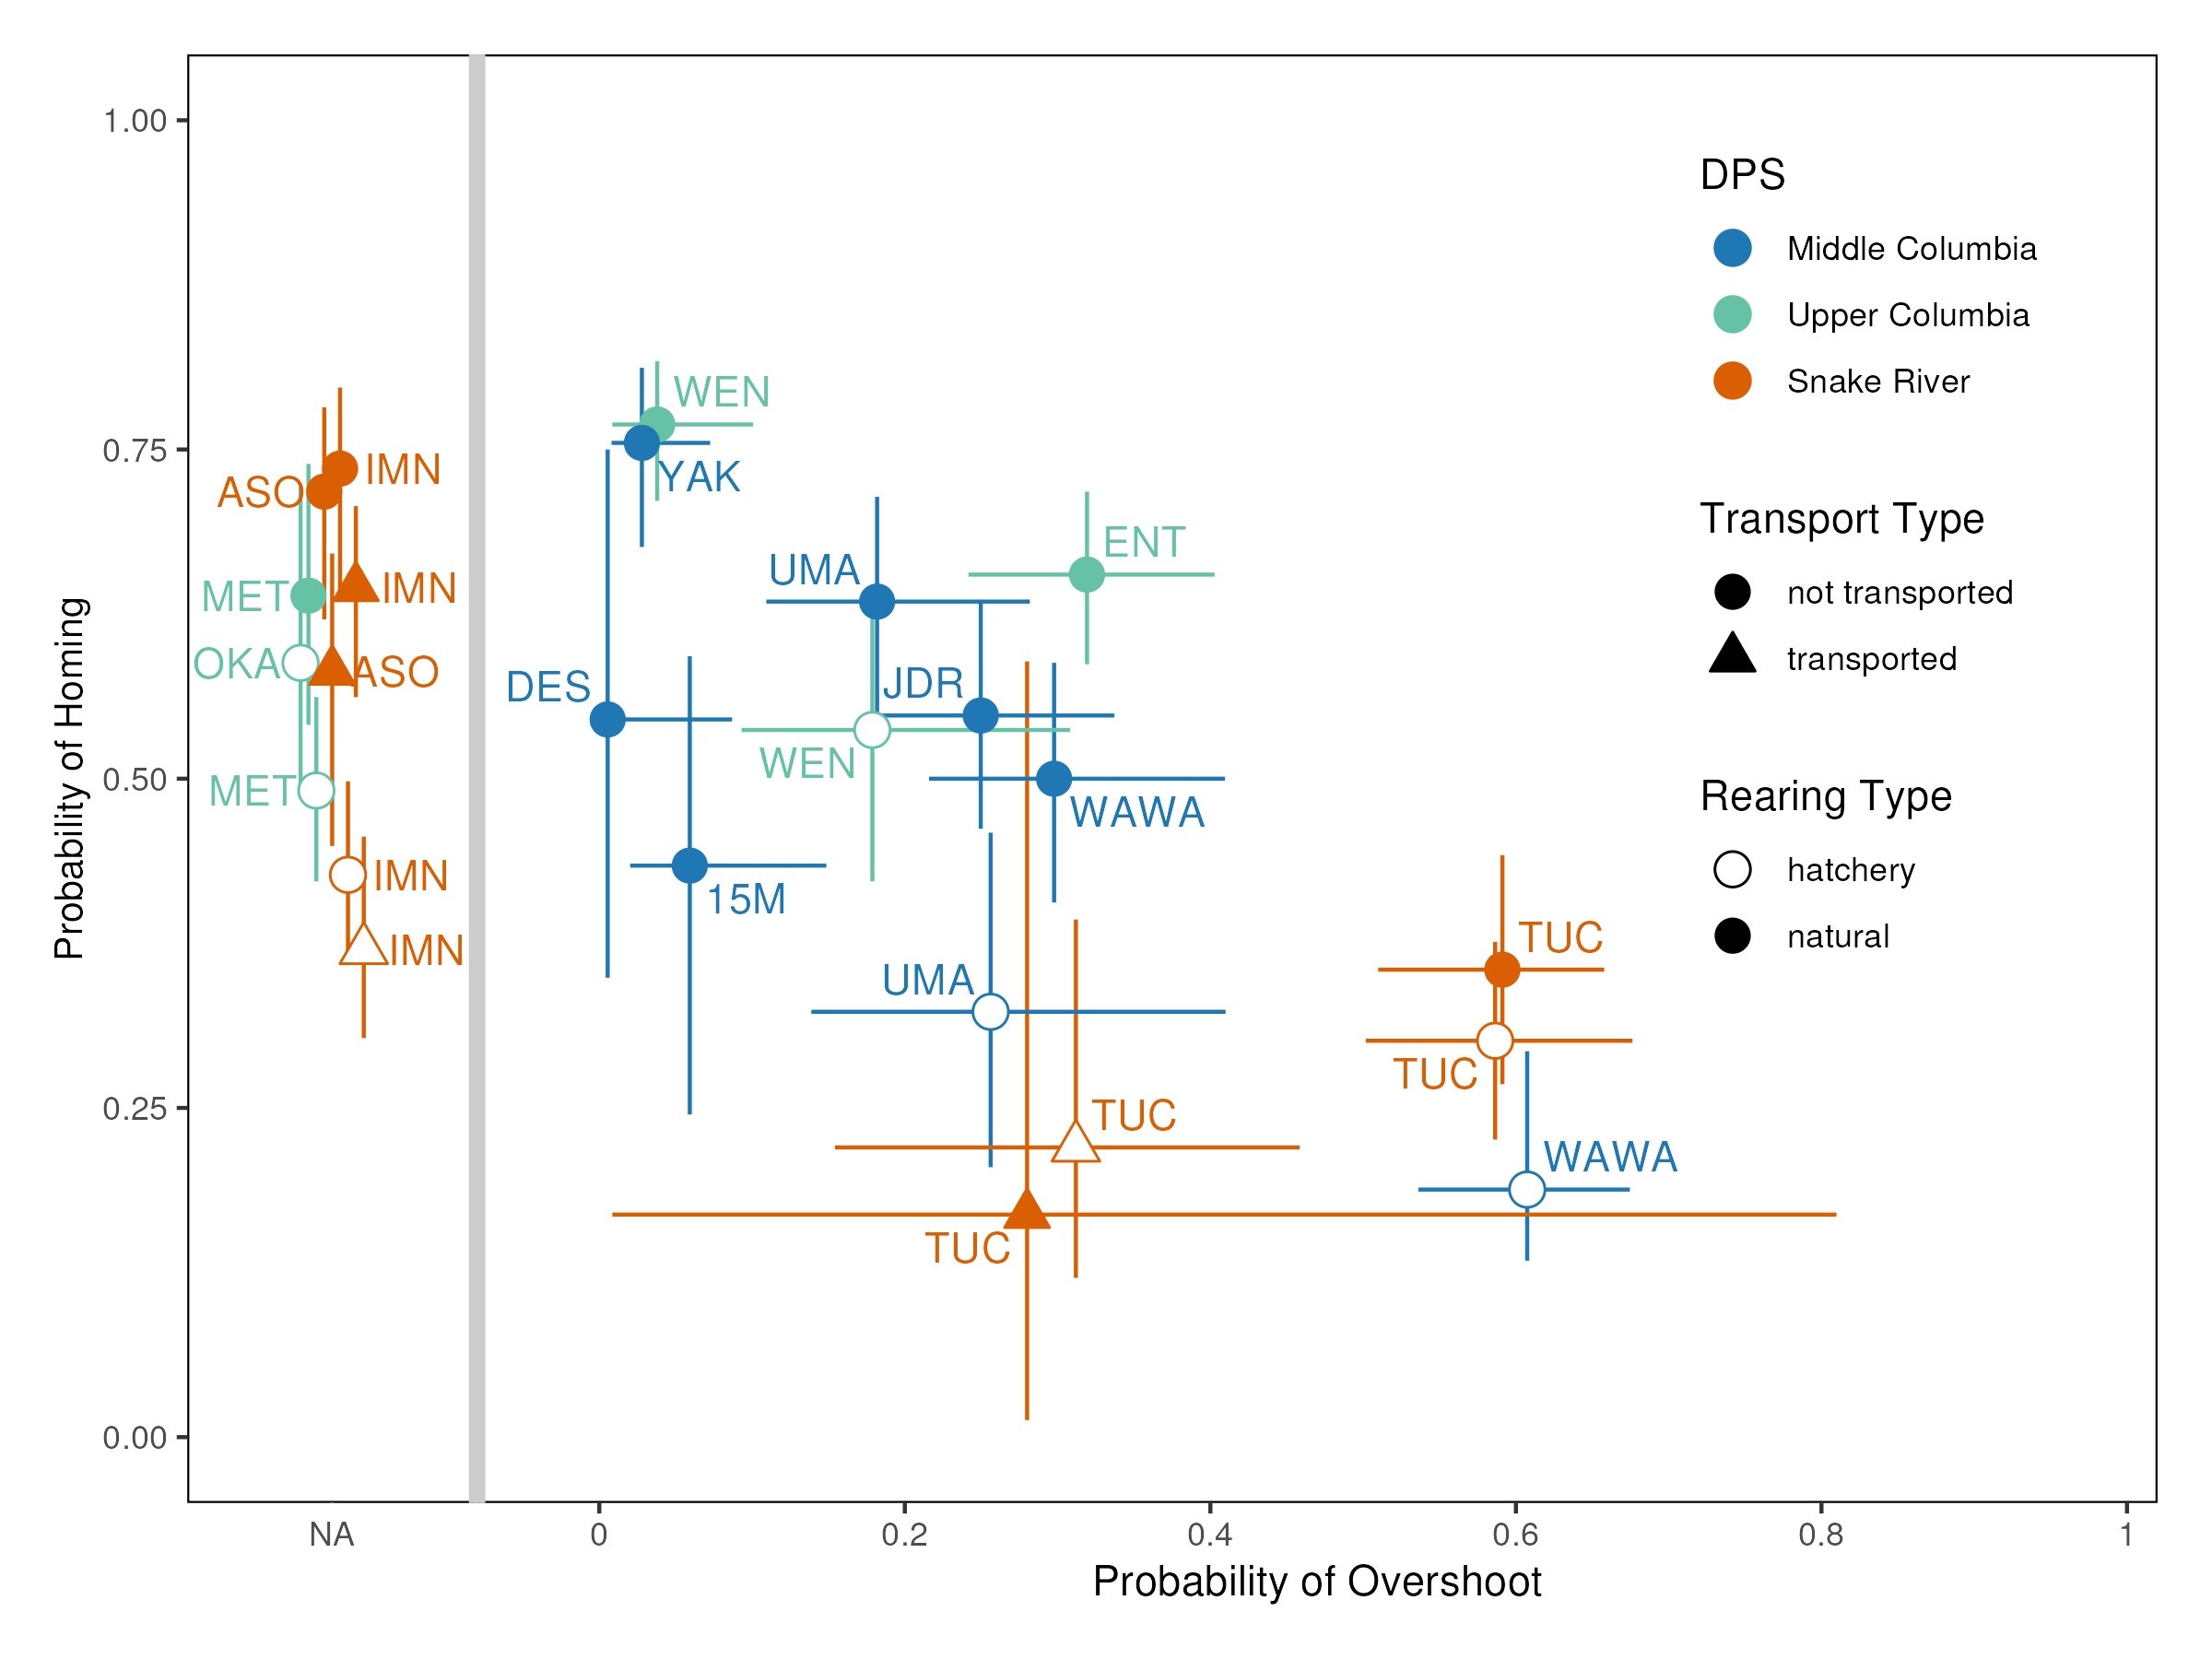 1.00
0.75
0.50
0.25
0.00
Probability of Homing
NA
0
0.2
0.4
0.6
0.8
1
Probability of Overshoot
ASO
IMN
MET
IMN
OKA
ASO
MET
IMN
IMN
WEN
YAK
UMA
ENT
DES
JDR
WEN
WAWA
15M
UMA
TUC
TUC
TUC
WAWA
TUC
DPS
Middle Columbia
Upper Columbia
Snake River
Transport Type
not transported
transported
Rearing Type
hatchery
natural